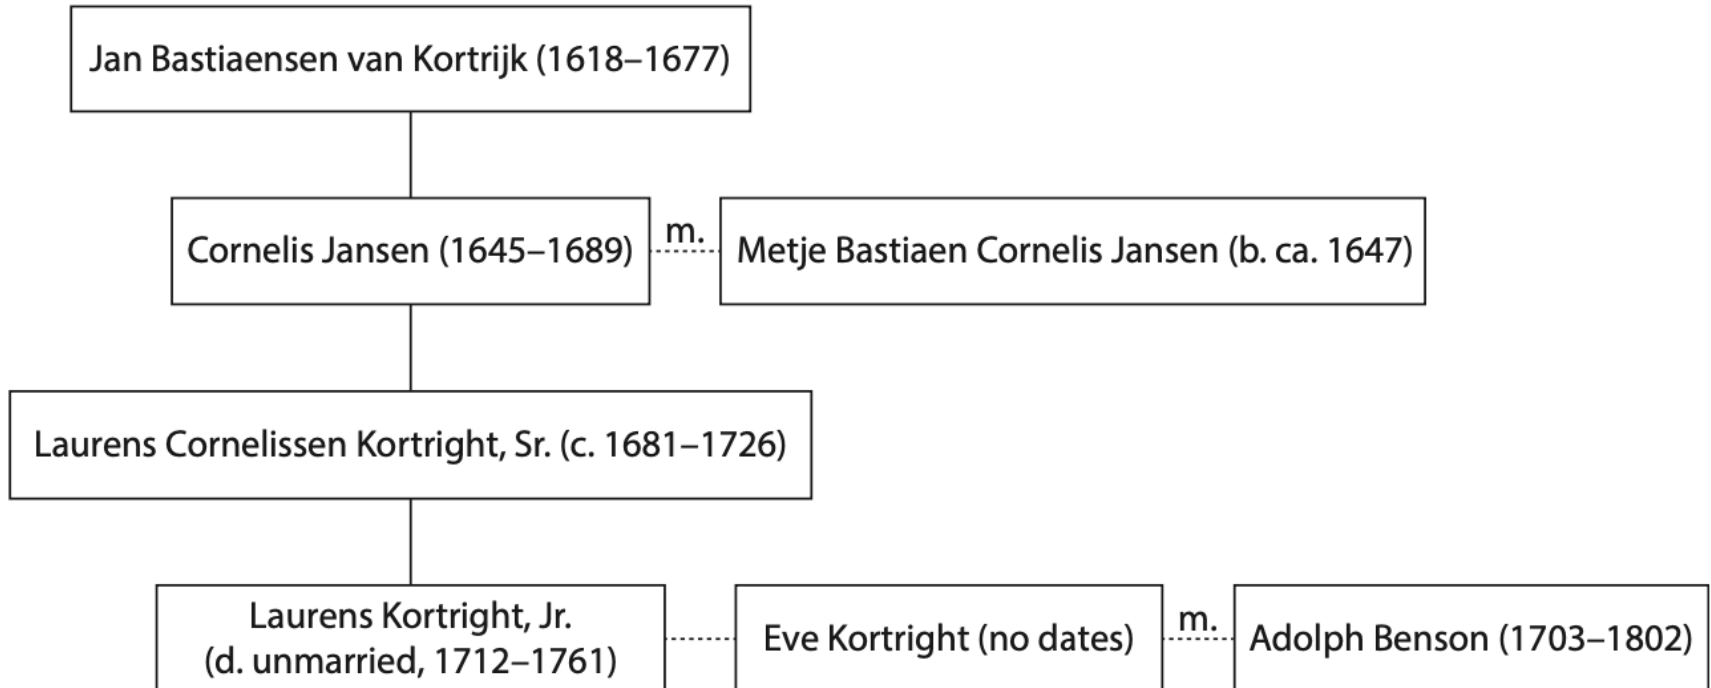 Jan Bastiaensen van Kortrijk (1618–1677)
Cornelis Jansen (1645–1689)
m.
Metje Bastiaen Cornelis Jansen (b. ca. 1647)
Laurens Cornelissen Kortright, Sr. (c. 1681–1726)
Laurens Kortright, Jr.
(d. unmarried, 1712–1761)
Eve Kortright (no dates)
m.
Adolph Benson (1703–1802)